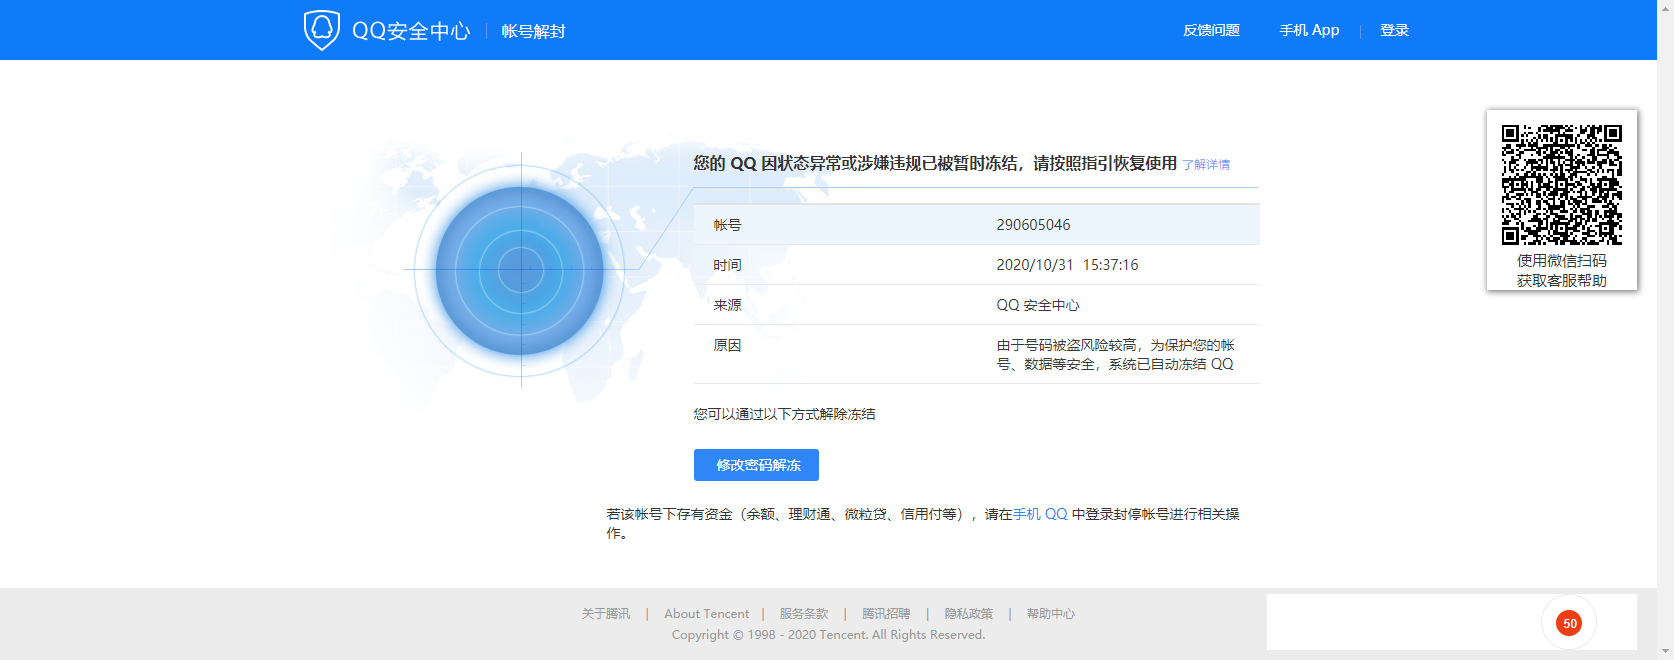 QQ安全中心 | 帐号解封
反馈问题 手机 App | 登录
您的 QQ 因状态异常或涉嫌违规已被暂时冻结，请按照指引恢复使用 了解详情
帐号 290605046
时间 2020/10/31 15:37:16
来源 QQ 安全中心
原因 由于号码被盗风险较高，为保护您的帐
号、数据等安全，系统已自动冻结 QQ
您可以通过以下方式解除冻结
修改密码解冻
若该帐号下存有资金（余额、理财通、微粒贷、信用付等），请在手机 QQ 中登录封停帐号进行相关操
作。
使用微信扫码
获取客服帮助
关于腾讯 | About Tencent | 服务条款 | 腾讯招聘 | 隐私政策 | 帮助中心
Copyright © 1998 - 2020 Tencent. All Rights Reserved.
50